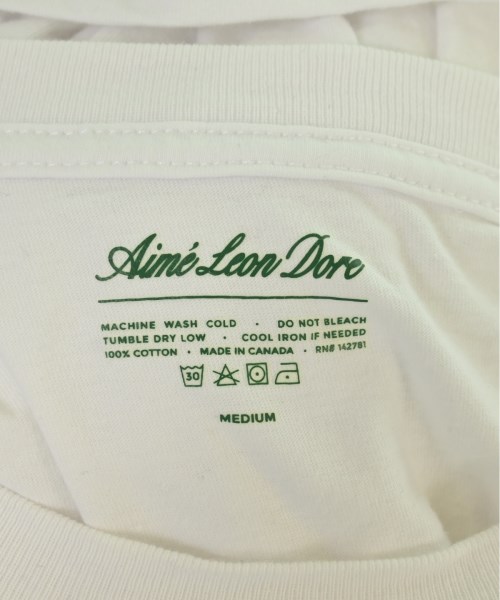 Aimé Leon Dore
MACHINE WASH COLD · DO NOT BLEACH
TUMBLE DRY LOW · COOL IRON IF NEEDED
100% COTTON · MADE IN CANADA · RN# 142781
30
MEDIUM